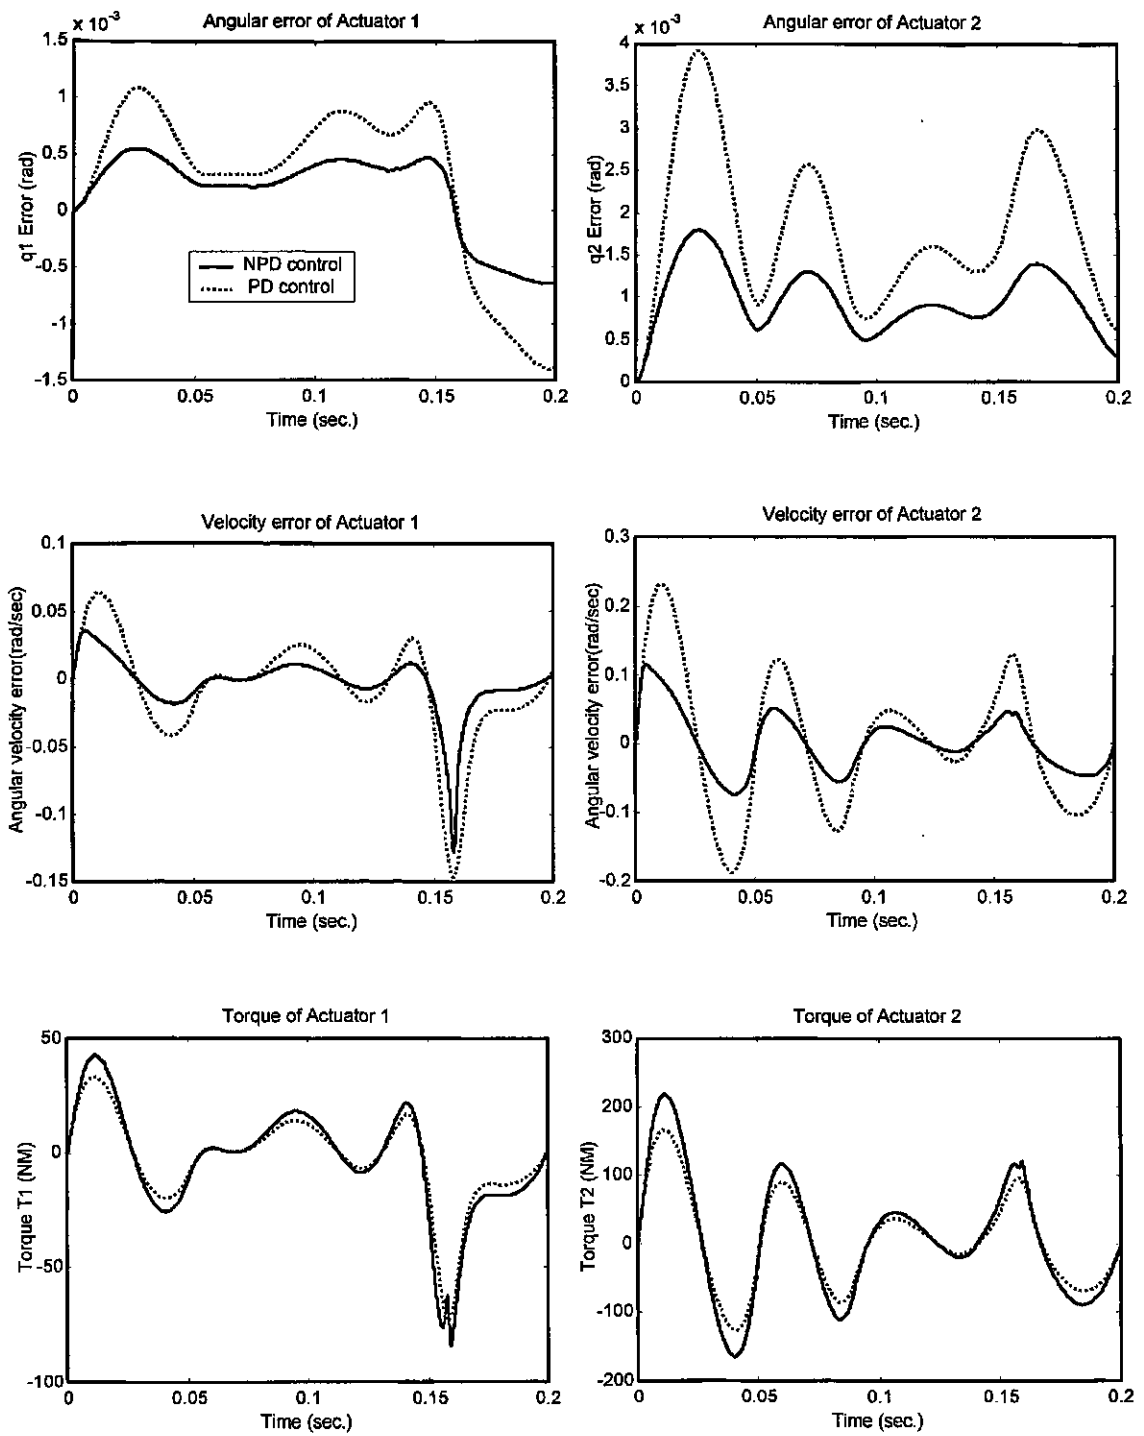 Angular error of Actuator 1
x 10-3
1.5
1
0.5
0
-0.5
-1
-1.5
q1 Error (rad)
NPD control
PD control
0 0.05 0.1 0.15 0.2
Time (sec.)
Angular error of Actuator 2
x 10-3
4
3.5
3
2.5
2
1.5
1
0.5
0
q2 Error (rad)
0 0.05 0.1 0.15 0.2
Time (sec.)
Velocity error of Actuator 1
0.1
0.05
0
-0.05
-0.1
-0.15
Angular velocity error(rad/sec)
0 0.05 0.1 0.15 0.2
Time (sec.)
Velocity error of Actuator 2
0.3
0.2
0.1
0
-0.1
-0.2
Angular velocity error(rad/sec)
0 0.05 0.1 0.15 0.2
Time (sec.)
Torque of Actuator 1
50
0
-50
-100
Torque T1 (NM)
0 0.05 0.1 0.15 0.2
Time (sec.)
Torque of Actuator 2
300
200
100
0
-100
-200
Torque T2 (NM)
0 0.05 0.1 0.15 0.2
Time (sec.)